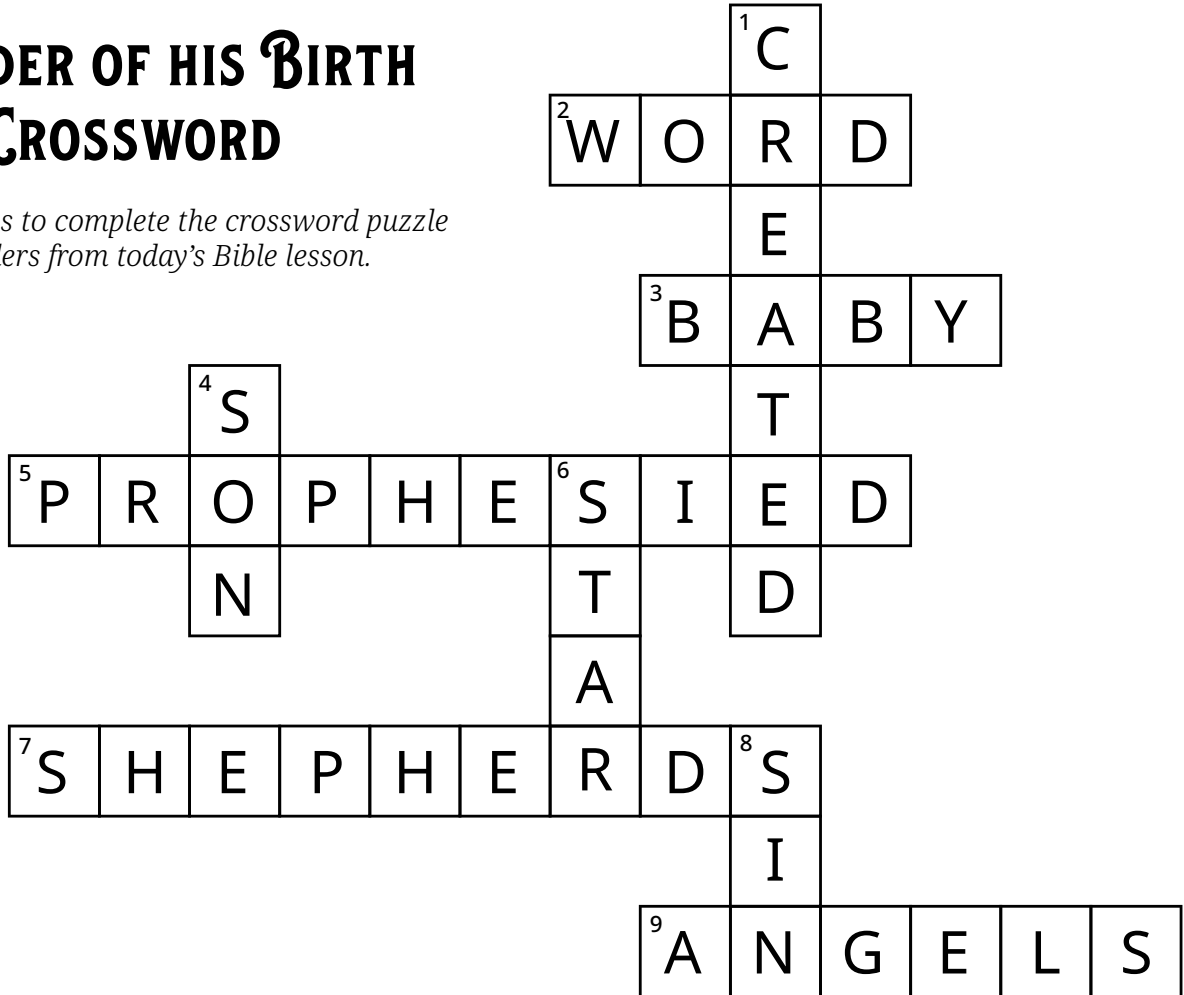 DER OF HIS BIRTH
CROSSWORD
s to complete the crossword puzzle
ders from today’s Bible lesson.
1 C
2 W O R D
E
3 B A B Y
4 S T
5 P R O P H E 6 S I E D
N T D
A
7 S H E P H E R D 8 S
I
9 A N G E L S